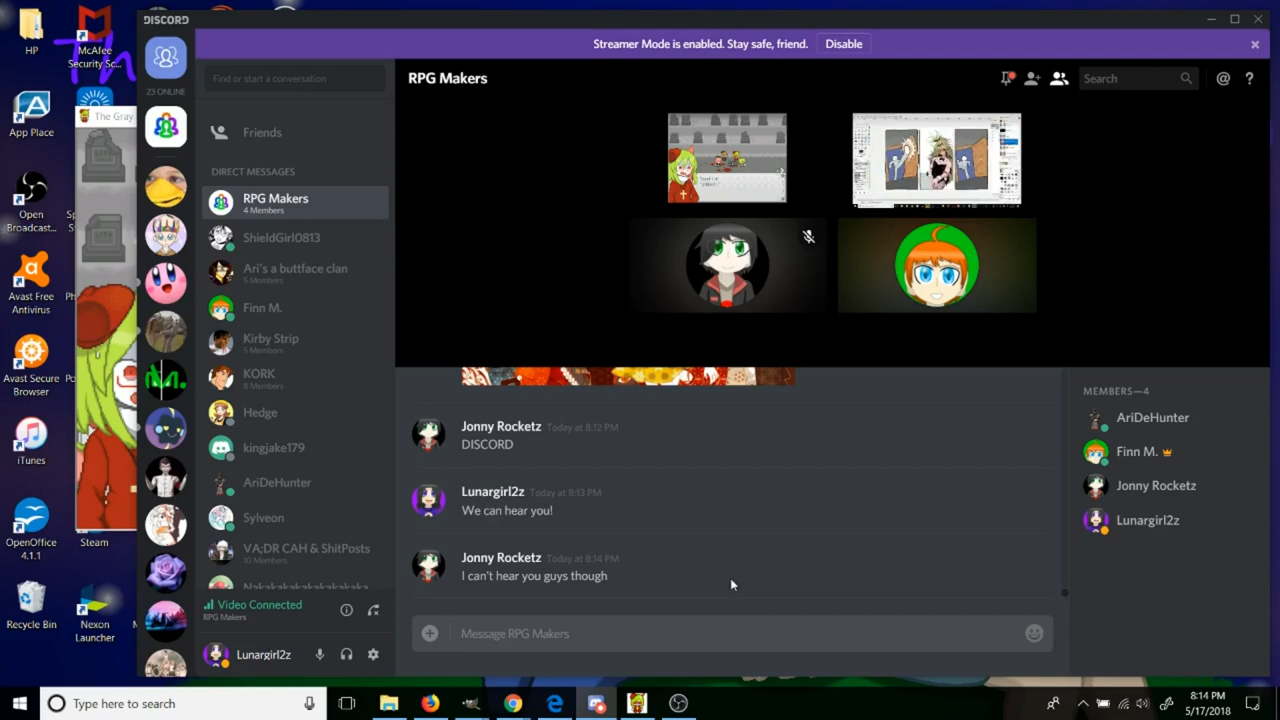 DISCORD
HP
McAfee
Security Sc...
App Place
Open
Broadcast...
Avast Free
Antivirus
Avast Secure
Browser
iTunes
OpenOffice
4.1.1
Steam
Recycle Bin
Nexon
Launcher
The Gray
Streamer Mode is enabled. Stay safe, friend.
Disable
23 ONLINE
Find or start a conversation
Friends
DIRECT MESSAGES
RPG Makers
4 Members
ShieldGirl0813
Ari's a buttface clan
5 Members
Finn M.
Kirby Strip
5 Members
KORK
8 Members
Hedge
kingjake179
AriDeHunter
Sylveon
VA;DR CAH & ShitPosts
10 Members
Video Connected
RPG Makers
Lunargirl2z
RPG Makers
Search
Jonny Rocketz Today at 8:12 PM
DISCORD
Lunargirl2z Today at 8:13 PM
We can hear you!
Jonny Rocketz Today at 8:14 PM
I can't hear you guys though
Message RPG Makers
MEMBERS—4
AriDeHunter
Finn M.
Jonny Rocketz
Lunargirl2z
Type here to search
8:14 PM
5/17/2018